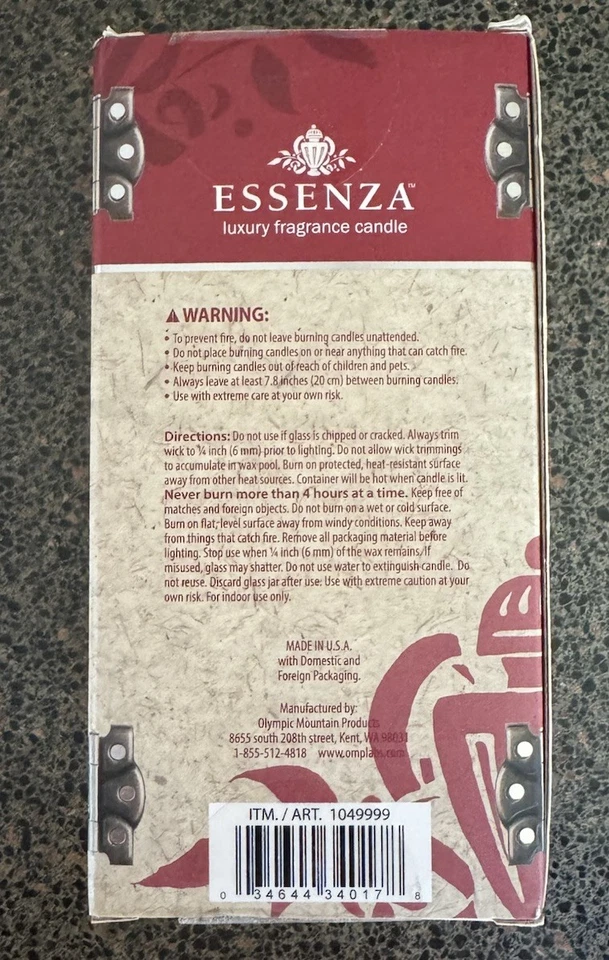 ESSENZA™
luxury fragrance candle
⚠ WARNING:
• To prevent fire, do not leave burning candles unattended.
• Do not place burning candles on or near anything that can catch fire.
• Keep burning candles out of reach of children and pets.
• Always leave at least 7.8 inches (20 cm) between burning candles.
• Use with extreme care at your own risk.
Directions: Do not use if glass is chipped or cracked. Always trim
wick to ¼ inch (6 mm) prior to lighting. Do not allow wick trimmings
to accumulate in wax pool. Burn on protected, heat-resistant surface
away from other heat sources. Container will be hot when candle is lit.
Never burn more than 4 hours at a time. Keep free of
matches and foreign objects. Do not burn on a wet or cold surface.
Burn on flat, level surface away from windy conditions. Keep away
from things that catch fire. Remove all packaging material before
lighting. Stop use when ¼ inch (6 mm) of the wax remains. If
misused, glass may shatter. Do not use water to extinguish candle. Do
not reuse. Discard glass jar after use. Use with extreme caution at your
own risk. For indoor use only.
MADE IN U.S.A.
with Domestic and
Foreign Packaging.
Manufactured by:
Olympic Mountain Products
8655 south 208th street, Kent, WA 98031
1-855-512-4818 www.omplabs.com
ITM. / ART. 1049999
0 34644 34017 8